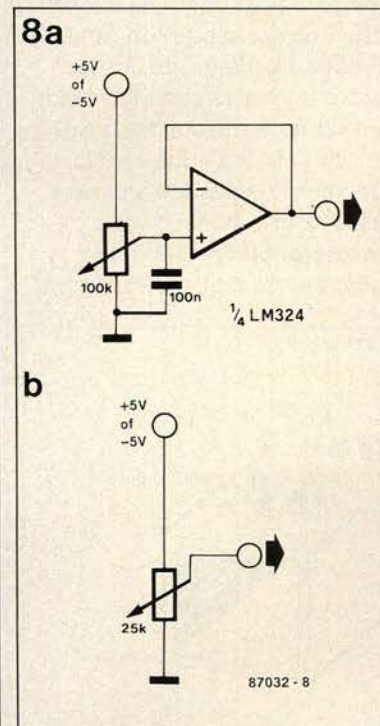 8a
+5V
of
-5V
-
+
100k
100n
¼ LM324
b
+5V
of
-5V
25k
87032 - 8